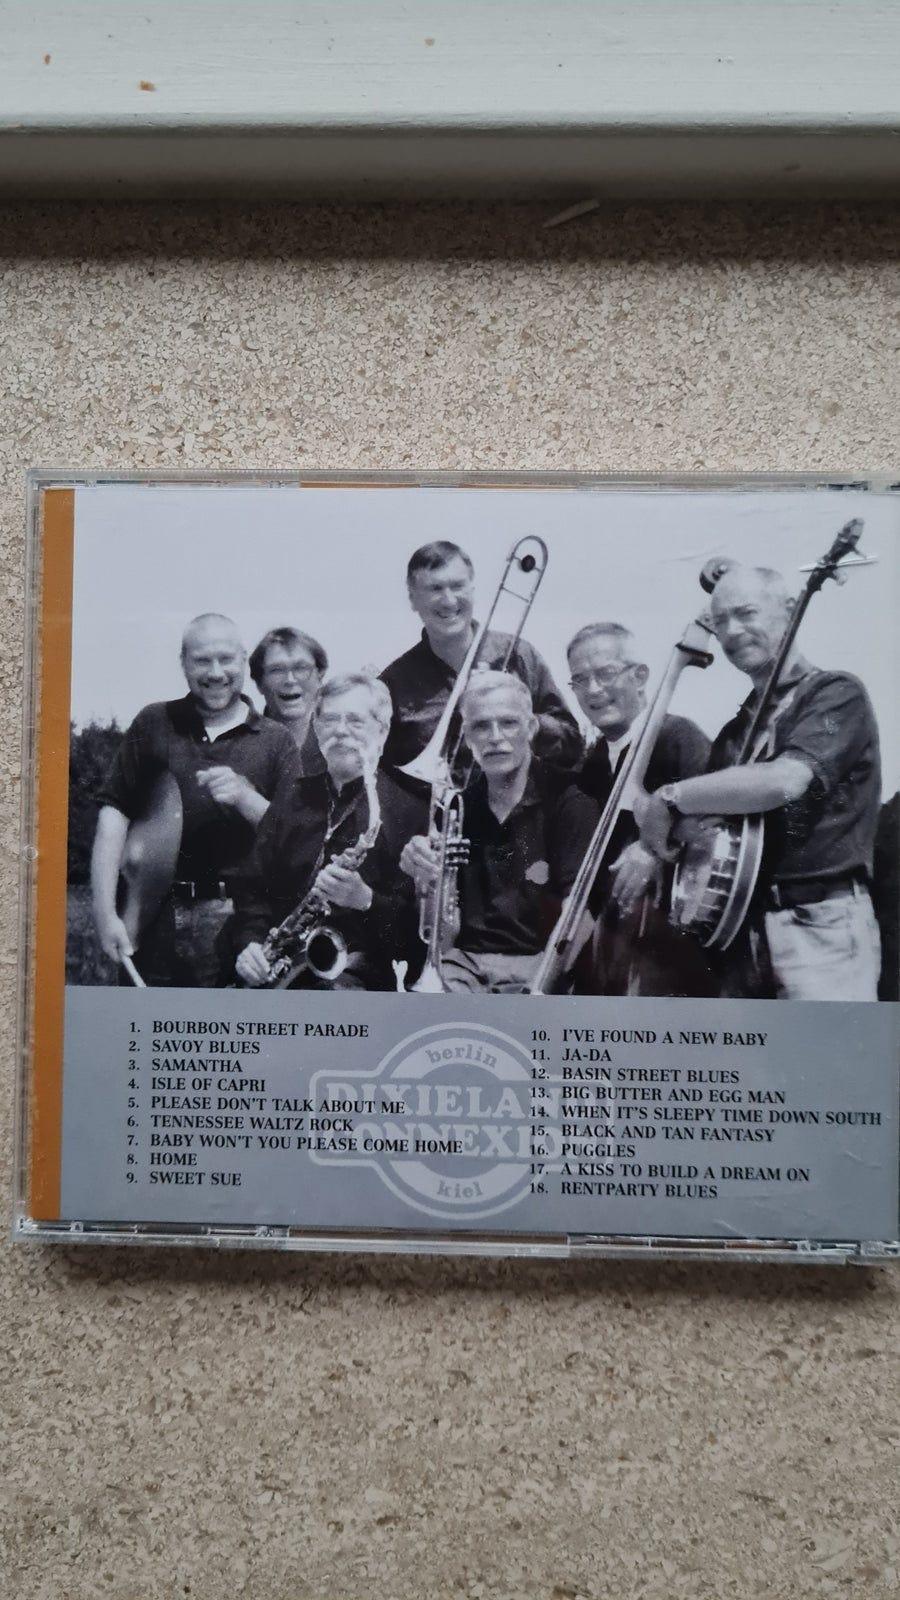 1. BOURBON STREET PARADE
2. SAVOY BLUES
3. SAMANTHA
4. ISLE OF CAPRI
5. PLEASE DON'T TALK ABOUT ME
6. TENNESSEE WALTZ ROCK
7. BABY WON'T YOU PLEASE COME HOME
8. HOME
9. SWEET SUE
10. I'VE FOUND A NEW BABY
11. JA-DA
12. BASIN STREET BLUES
13. BIG BUTTER AND EGG MAN
14. WHEN IT'S SLEEPY TIME DOWN SOUTH
15. BLACK AND TAN FANTASY
16. PUGGLES
17. A KISS TO BUILD A DREAM ON
18. RENTPARTY BLUES
berlin
DIXIELAND
CONNEXION
kiel